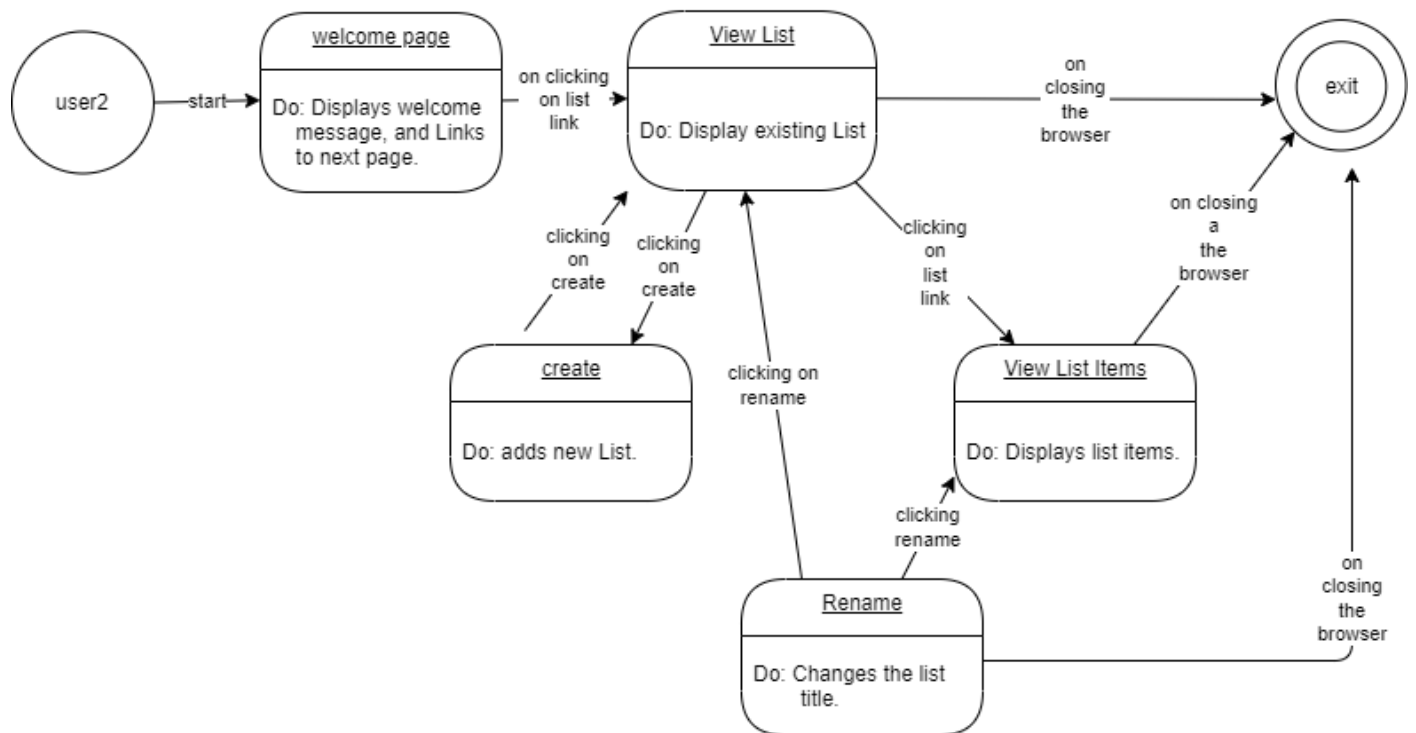 user2
start
welcome page
Do: Displays welcome
message, and Links
to next page.
on clicking
on list
link
View List
Do: Display existing List
on
closing
the
browser
exit
clicking
on
create
clicking
on
create
clicking
on
list
link
on closing
a
the
browser
create
Do: adds new List.
clicking on
rename
View List Items
Do: Displays list items.
clicking
rename
Rename
Do: Changes the list
title.
on
closing
the
browser